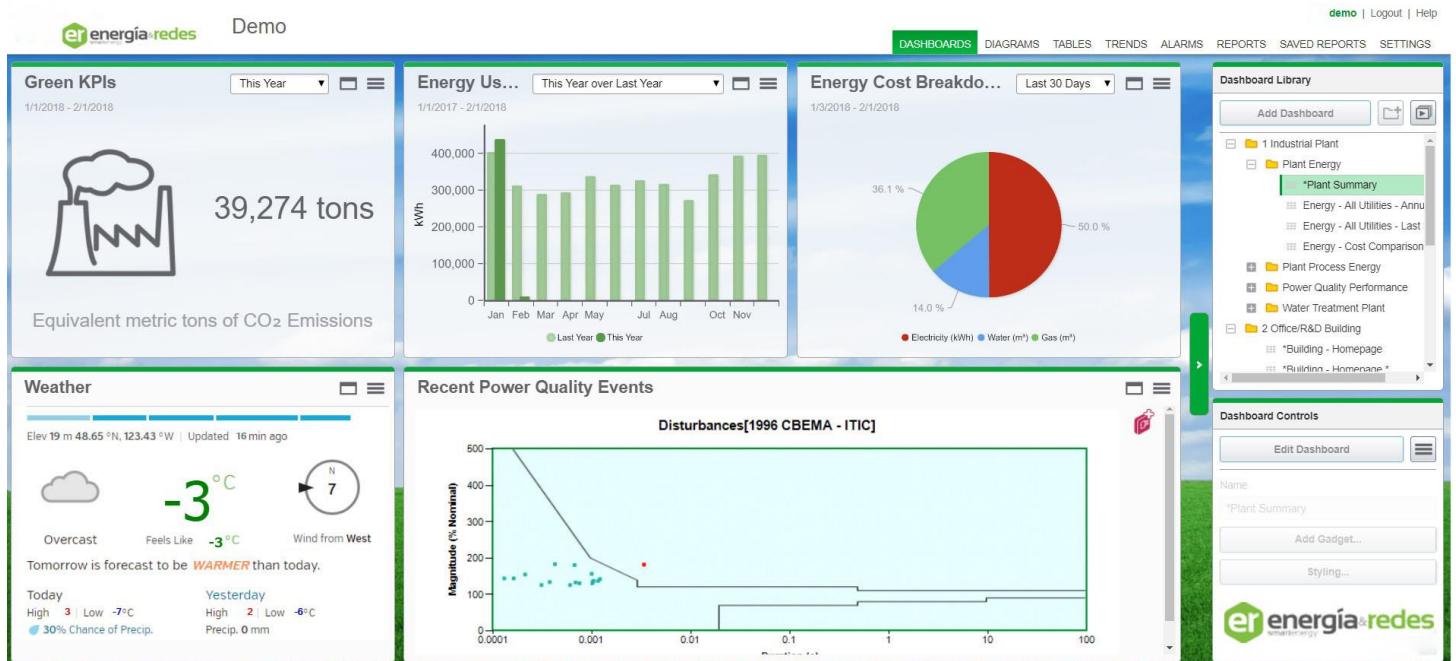 demo | Logout | Help
energía&redes
smartenergy
Demo
DASHBOARDS DIAGRAMS TABLES TRENDS ALARMS REPORTS SAVED REPORTS SETTINGS
Green KPIs
This Year
1/1/2018 - 2/1/2018
39,274 tons
Equivalent metric tons of CO2 Emissions
Energy Us...
This Year over Last Year
1/1/2017 - 2/1/2018
kWh
400,000
300,000
200,000
100,000
0
Jan Feb Mar Apr May Jul Aug Oct Nov
Last Year This Year
Energy Cost Breakdo...
Last 30 Days
1/3/2018 - 2/1/2018
36.1 %
50.0 %
14.0 %
Electricity (kWh) Water (m³) Gas (m³)
Dashboard Library
Add Dashboard
1 Industrial Plant
Plant Energy
*Plant Summary
Energy - All Utilities - Annu
Energy - All Utilities - Last
Energy - Cost Comparison
Plant Process Energy
Power Quality Performance
Water Treatment Plant
2 Office/R&D Building
*Building - Homepage
*Building - Homepage *
Weather
Elev 19 m 48.65 °N, 123.43 °W | Updated 16 min ago
Overcast
-3°C
Feels Like -3°C
N
7
Wind from West
Tomorrow is forecast to be WARMER than today.
Today
High 3 | Low -7°C
30% Chance of Precip.
Yesterday
High 2 | Low -6°C
Precip. 0 mm
Recent Power Quality Events
Disturbances[1996 CBEMA - ITIC]
Magnitude (% Nominal)
500
400
300
200
100
0
0.0001 0.001 0.01 0.1 1 10 100
Dashboard Controls
Edit Dashboard
Name
*Plant Summary
Add Gadget...
Styling...
er energía&redes
smartenergy